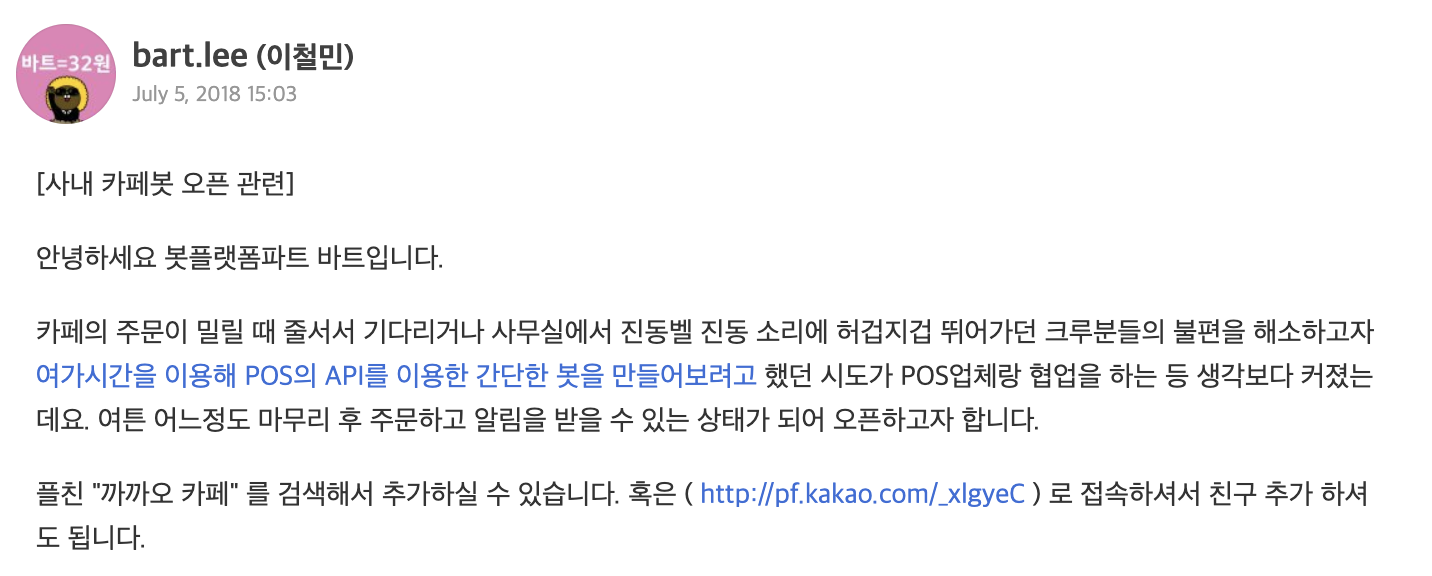 바트=32원
bart.lee (이철민)
July 5, 2018 15:03
[사내 카페봇 오픈 관련]
안녕하세요 봇플랫폼파트 바트입니다.
카페의 주문이 밀릴 때 줄서서 기다리거나 사무실에서 진동벨 진동 소리에 허겁지겁 뛰어가던 크루분들의 불편을 해소하고자
여가시간을 이용해 POS의 API를 이용한 간단한 봇을 만들어보려고 했던 시도가 POS업체랑 협업을 하는 등 생각보다 커졌는
데요. 여튼 어느정도 마무리 후 주문하고 알림을 받을 수 있는 상태가 되어 오픈하고자 합니다.
플친 "까까오 카페" 를 검색해서 추가하실 수 있습니다. 혹은 ( http://pf.kakao.com/_xlgyeC ) 로 접속하셔서 친구 추가 하셔
도 됩니다.